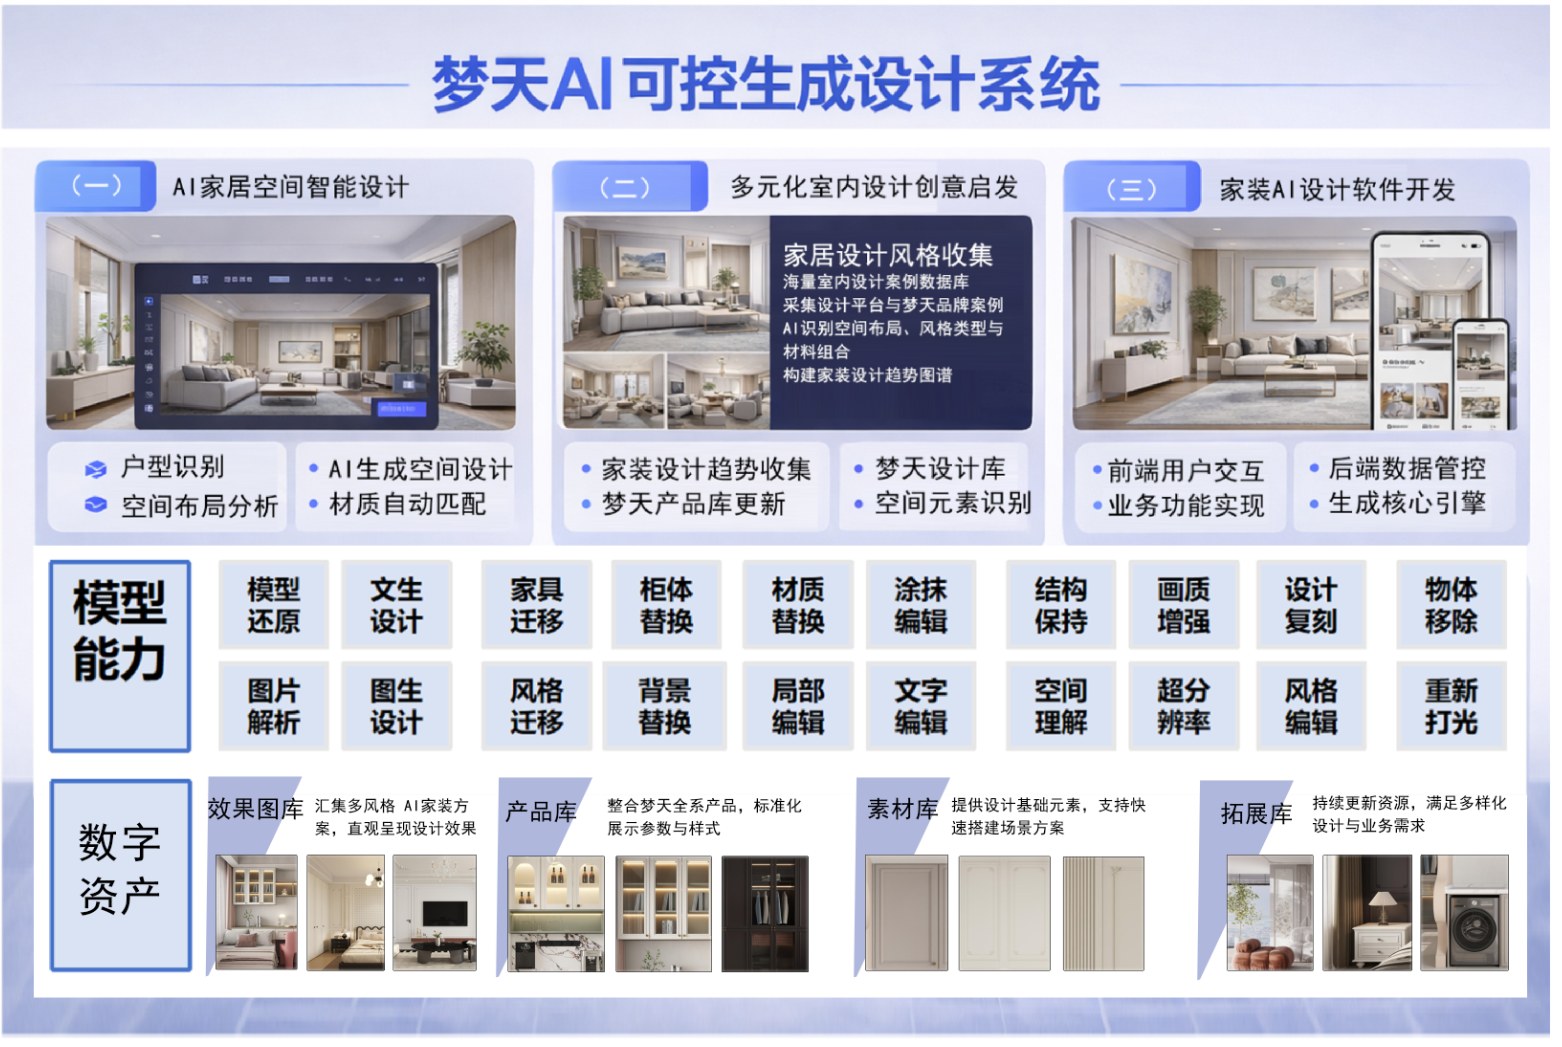 梦天AI可控生成设计系统
（一）
AI家居空间智能设计
户型识别
空间布局分析
AI生成空间设计
材质自动匹配
（二）
多元化室内设计创意启发
家居设计风格收集
海量室内设计案例数据库
采集设计平台与梦天品牌案例
AI识别空间布局、风格类型与
材料组合
构建家装设计趋势图谱
家装设计趋势收集
梦天产品库更新
梦天设计库
空间元素识别
（三）
家装AI设计软件开发
前端用户交互
业务功能实现
后端数据管控
生成核心引擎
模型
能力
模型
还原
文生
设计
家具
迁移
柜体
替换
材质
替换
涂抹
编辑
结构
保持
画质
增强
设计
复刻
物体
移除
图片
解析
图生
设计
风格
迁移
背景
替换
局部
编辑
文字
编辑
空间
理解
超分
辨率
风格
编辑
重新
打光
数字
资产
效果图库
汇集多风格 AI家装方
案，直观呈现设计效果
产品库
整合梦天全系产品，标准化
展示参数与样式
素材库
提供设计基础元素，支持快
速搭建场景方案
拓展库
持续更新资源，满足多样化
设计与业务需求